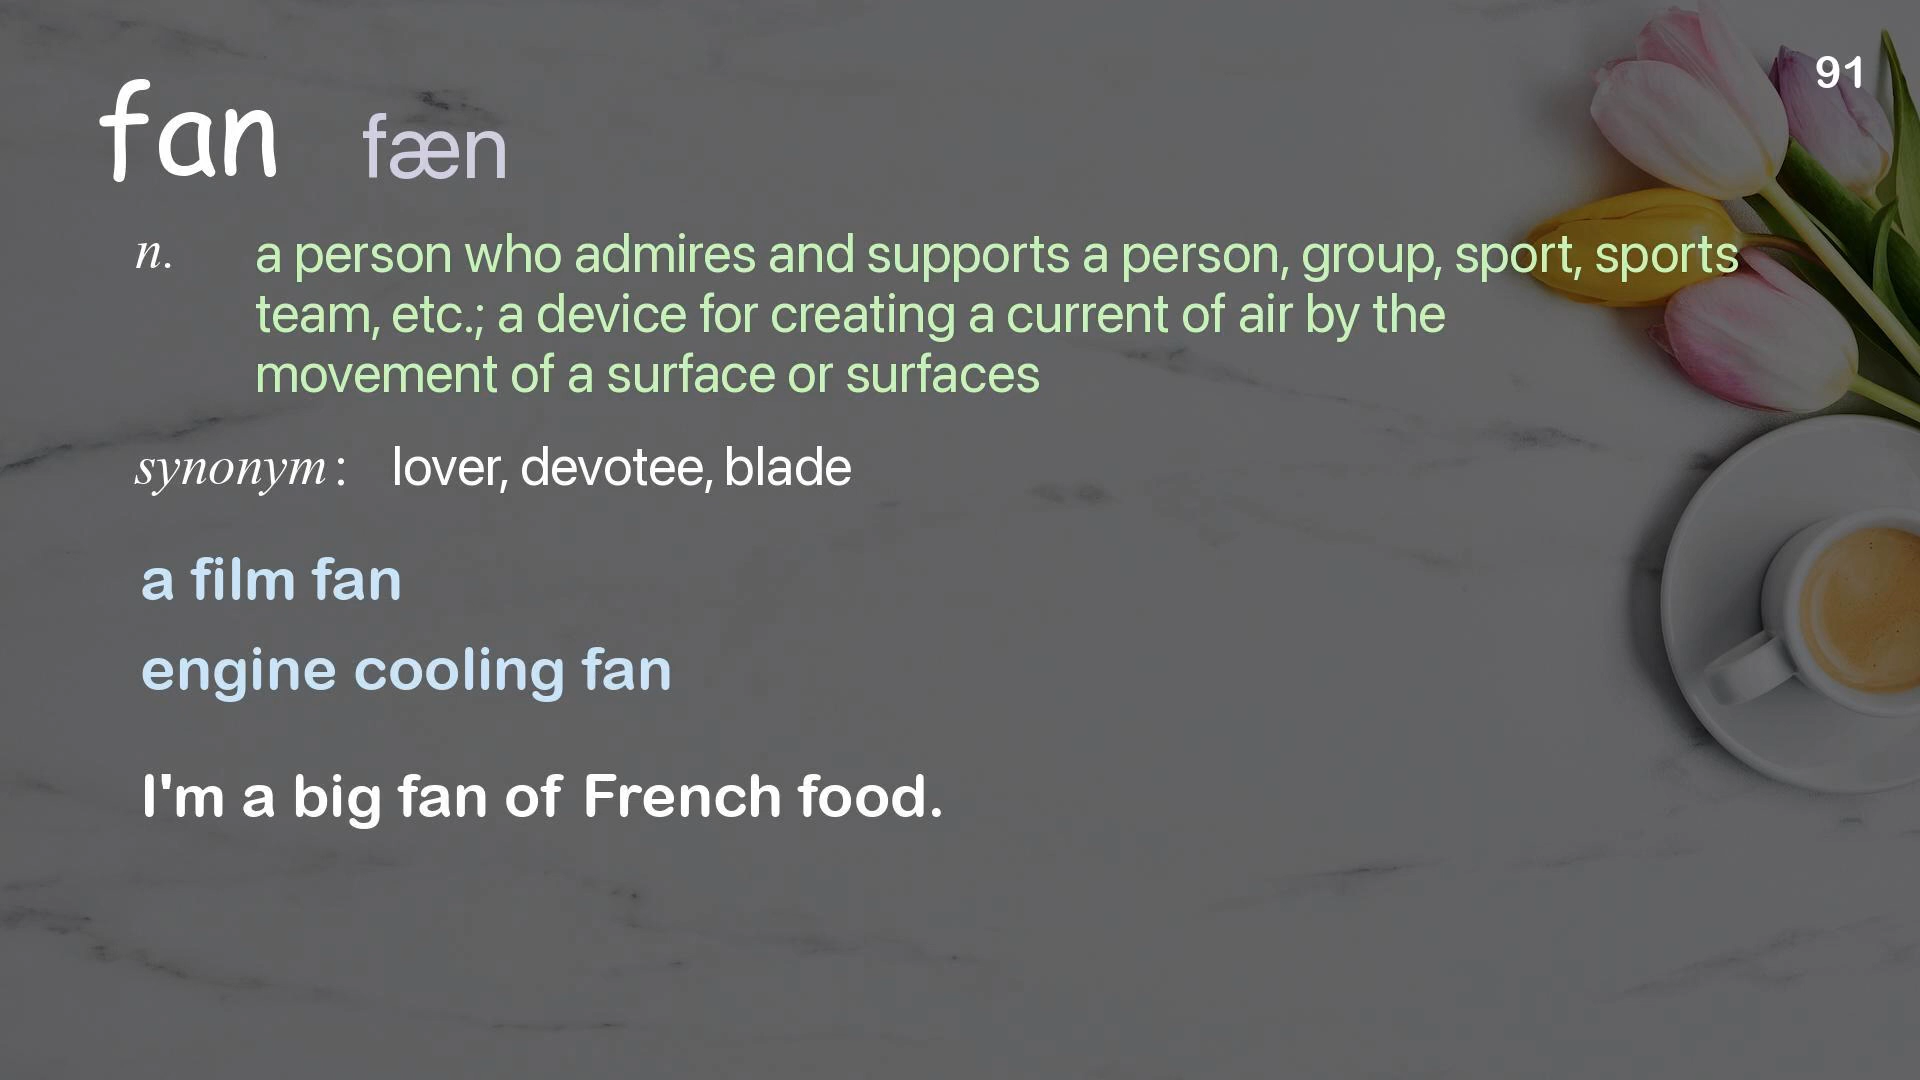 91
fan fæn
n. a person who admires and supports a person, group, sport, sports
team, etc.; a device for creating a current of air by the
movement of a surface or surfaces
synonym: lover, devotee, blade
a film fan
engine cooling fan
I'm a big fan of French food.